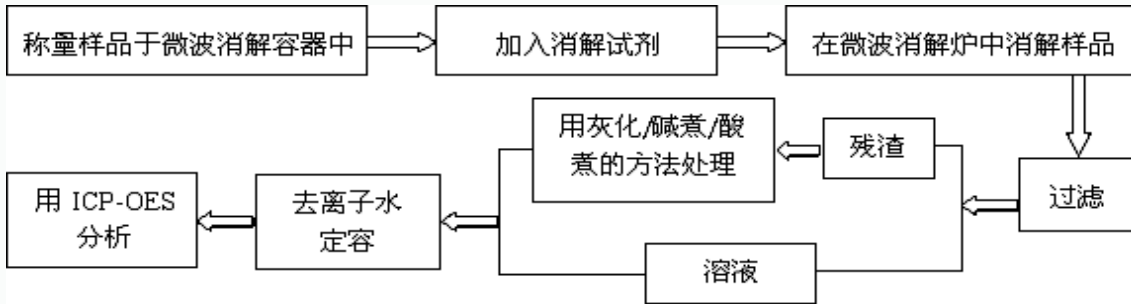 称量样品于微波消解容器中
加入消解试剂
在微波消解炉中消解样品
过滤
残渣
用灰化/碱煮/酸
煮的方法处理
溶液
去离子水
定容
用 ICP-OES
分析